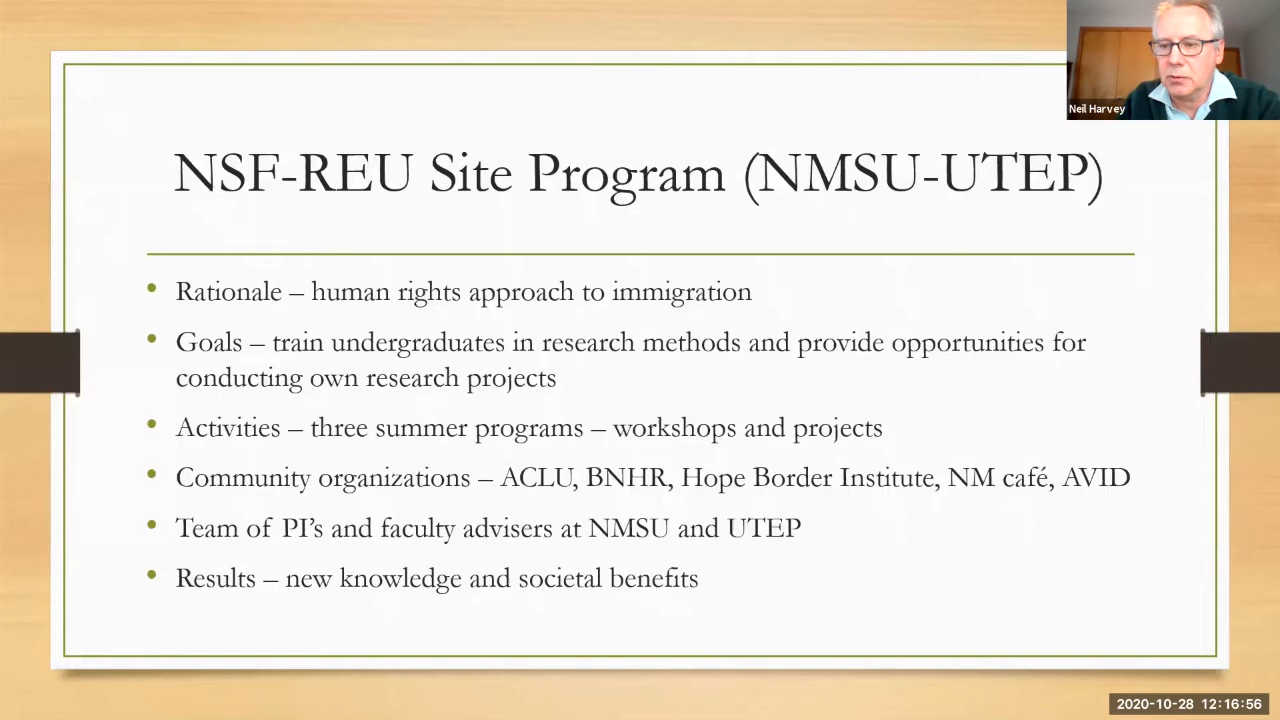 Neil Harvey
NSF-REU Site Program (NMSU-UTEP)
• Rationale – human rights approach to immigration
• Goals – train undergraduates in research methods and provide opportunities for
conducting own research projects
• Activities – three summer programs – workshops and projects
• Community organizations – ACLU, BNHR, Hope Border Institute, NM café, AVID
• Team of PI’s and faculty advisers at NMSU and UTEP
• Results – new knowledge and societal benefits
2020-10-28 12:16:56